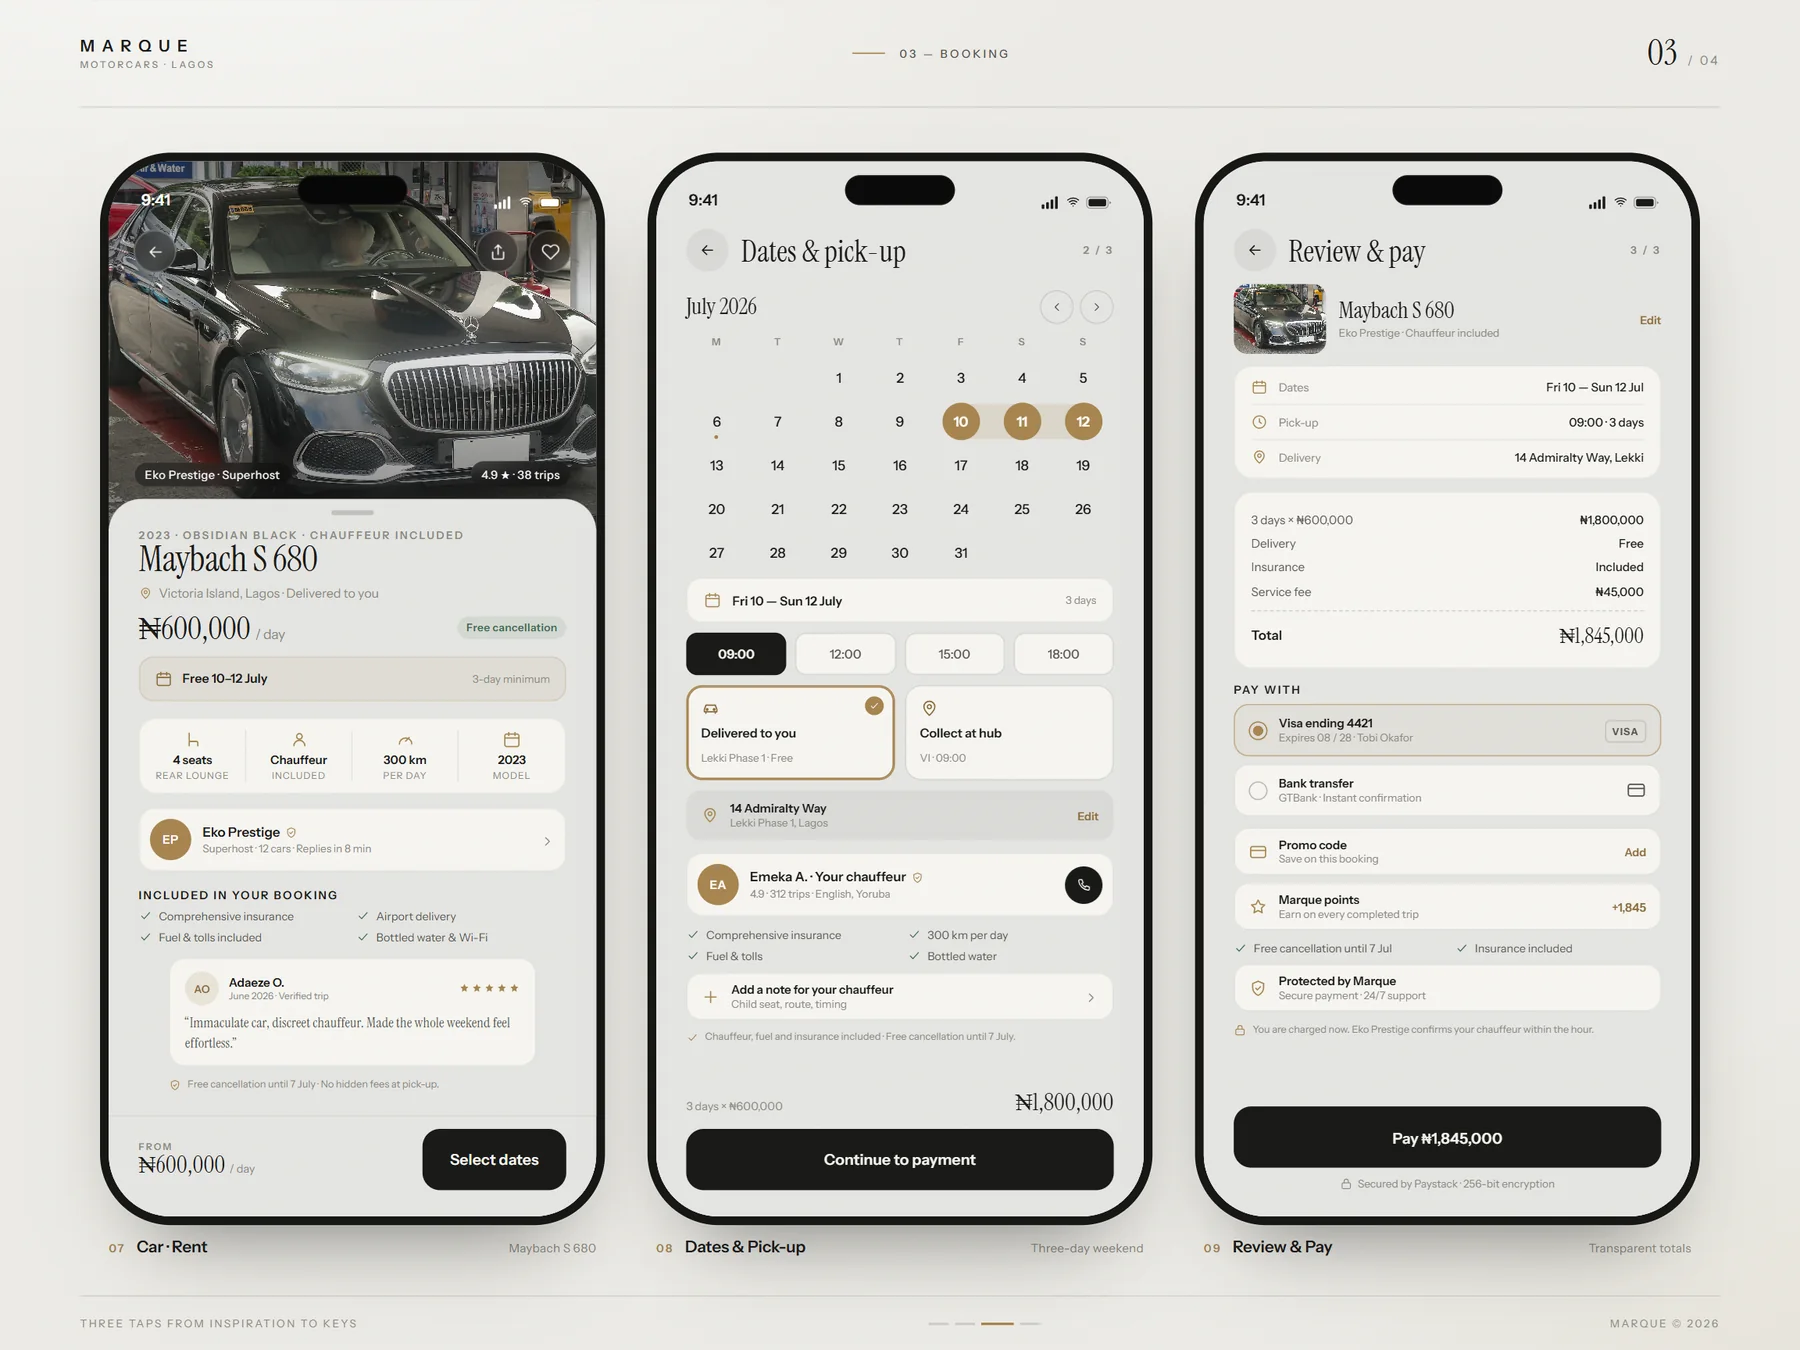 MARQUE
MOTORCARS · LAGOS
03 — BOOKING
03 / 04
ir & Water
9:41
Eko Prestige · Superhost
4.9 ★ · 38 trips
2023 · OBSIDIAN BLACK · CHAUFFEUR INCLUDED
Maybach S 680
Victoria Island, Lagos · Delivered to you
₦600,000 / day
Free cancellation
Free 10–12 July
3-day minimum
4 seats
REAR LOUNGE
Chauffeur
INCLUDED
300 km
PER DAY
2023
MODEL
EP
Eko Prestige
Superhost · 12 cars · Replies in 8 min
INCLUDED IN YOUR BOOKING
Comprehensive insurance
Airport delivery
Fuel & tolls included
Bottled water & Wi-Fi
AO
Adaeze O.
June 2026 · Verified trip
★ ★ ★ ★ ★
“Immaculate car, discreet chauffeur. Made the whole weekend feel
effortless.”
Free cancellation until 7 July · No hidden fees at pick-up.
FROM
₦600,000 / day
Select dates
07 Car · Rent
Maybach S 680
9:41
Dates & pick-up
2 / 3
July 2026
M T W T F S S
1 2 3 4 5
6 7 8 9 10 11 12
13 14 15 16 17 18 19
20 21 22 23 24 25 26
27 28 29 30 31
Fri 10 — Sun 12 July
3 days
09:00
12:00
15:00
18:00
Delivered to you
Lekki Phase 1 · Free
Collect at hub
VI · 09:00
14 Admiralty Way
Lekki Phase 1, Lagos
Edit
EA
Emeka A. · Your chauffeur
4.9 · 312 trips · English, Yoruba
Comprehensive insurance
300 km per day
Fuel & tolls
Bottled water
Add a note for your chauffeur
Child seat, route, timing
Chauffeur, fuel and insurance included · Free cancellation until 7 July.
3 days × ₦600,000
₦1,800,000
Continue to payment
08 Dates & Pick-up
Three-day weekend
9:41
Review & pay
3 / 3
Maybach S 680
Eko Prestige · Chauffeur included
Edit
Dates
Fri 10 — Sun 12 Jul
Pick-up
09:00 · 3 days
Delivery
14 Admiralty Way, Lekki
3 days × ₦600,000
₦1,800,000
Delivery
Free
Insurance
Included
Service fee
₦45,000
Total
₦1,845,000
PAY WITH
Visa ending 4421
Expires 08 / 28 · Tobi Okafor
VISA
Bank transfer
GTBank · Instant confirmation
Promo code
Save on this booking
Add
Marque points
Earn on every completed trip
+1,845
Free cancellation until 7 Jul
Insurance included
Protected by Marque
Secure payment · 24/7 support
You are charged now. Eko Prestige confirms your chauffeur within the hour.
Pay ₦1,845,000
Secured by Paystack · 256-bit encryption
09 Review & Pay
Transparent totals
THREE TAPS FROM INSPIRATION TO KEYS
MARQUE © 2026